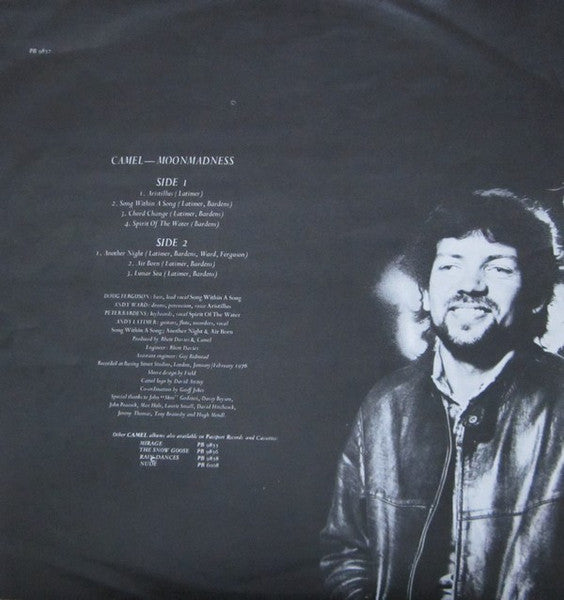 PB 9857
CAMEL—MOONMADNESS
SIDE 1
1. Aristillus (Latimer)
2. Song Within A Song (Latimer, Bardens)
3. Chord Change (Latimer, Bardens)
4. Spirit Of The Water (Bardens)
SIDE 2
1. Another Night (Latimer, Bardens, Ward, Ferguson)
2. Air Born (Latimer, Bardens)
3. Lunar Sea (Latimer, Bardens)
DOUG FERGUSON: bass, lead vocal Song Within A Song
ANDY WARD: drums, percussion, voice Aristillus
PETER BARDENS: keyboards, vocal Spirit Of The Water
ANDY LATIMER: guitars, flute, recorders, vocal
Song Within A Song; Another Night & Air Born
Produced by Rhett Davies & Camel
Engineer: Rhett Davies
Assistant engineer: Guy Bidmead
Recorded at Basing Street Studios, London, January/February 1976
Sleeve design by Field
Camel logo by David Anstey
Co-ordination by Geoff Jukes
Special thanks to John "Max" Godenzi, Darcy Bryson,
John Peacock, Max Hole, Laurie Small, David Hitchcock,
Jimmy Thomas, Tony Bramsby and Hugh Mendl.
Other CAMEL albums also available on Passport Records and Cassettes:
MIRAGE PB 9855
THE SNOW GOOSE PB 9856
RAIN DANCES PB 9858
NUDE PB 6008